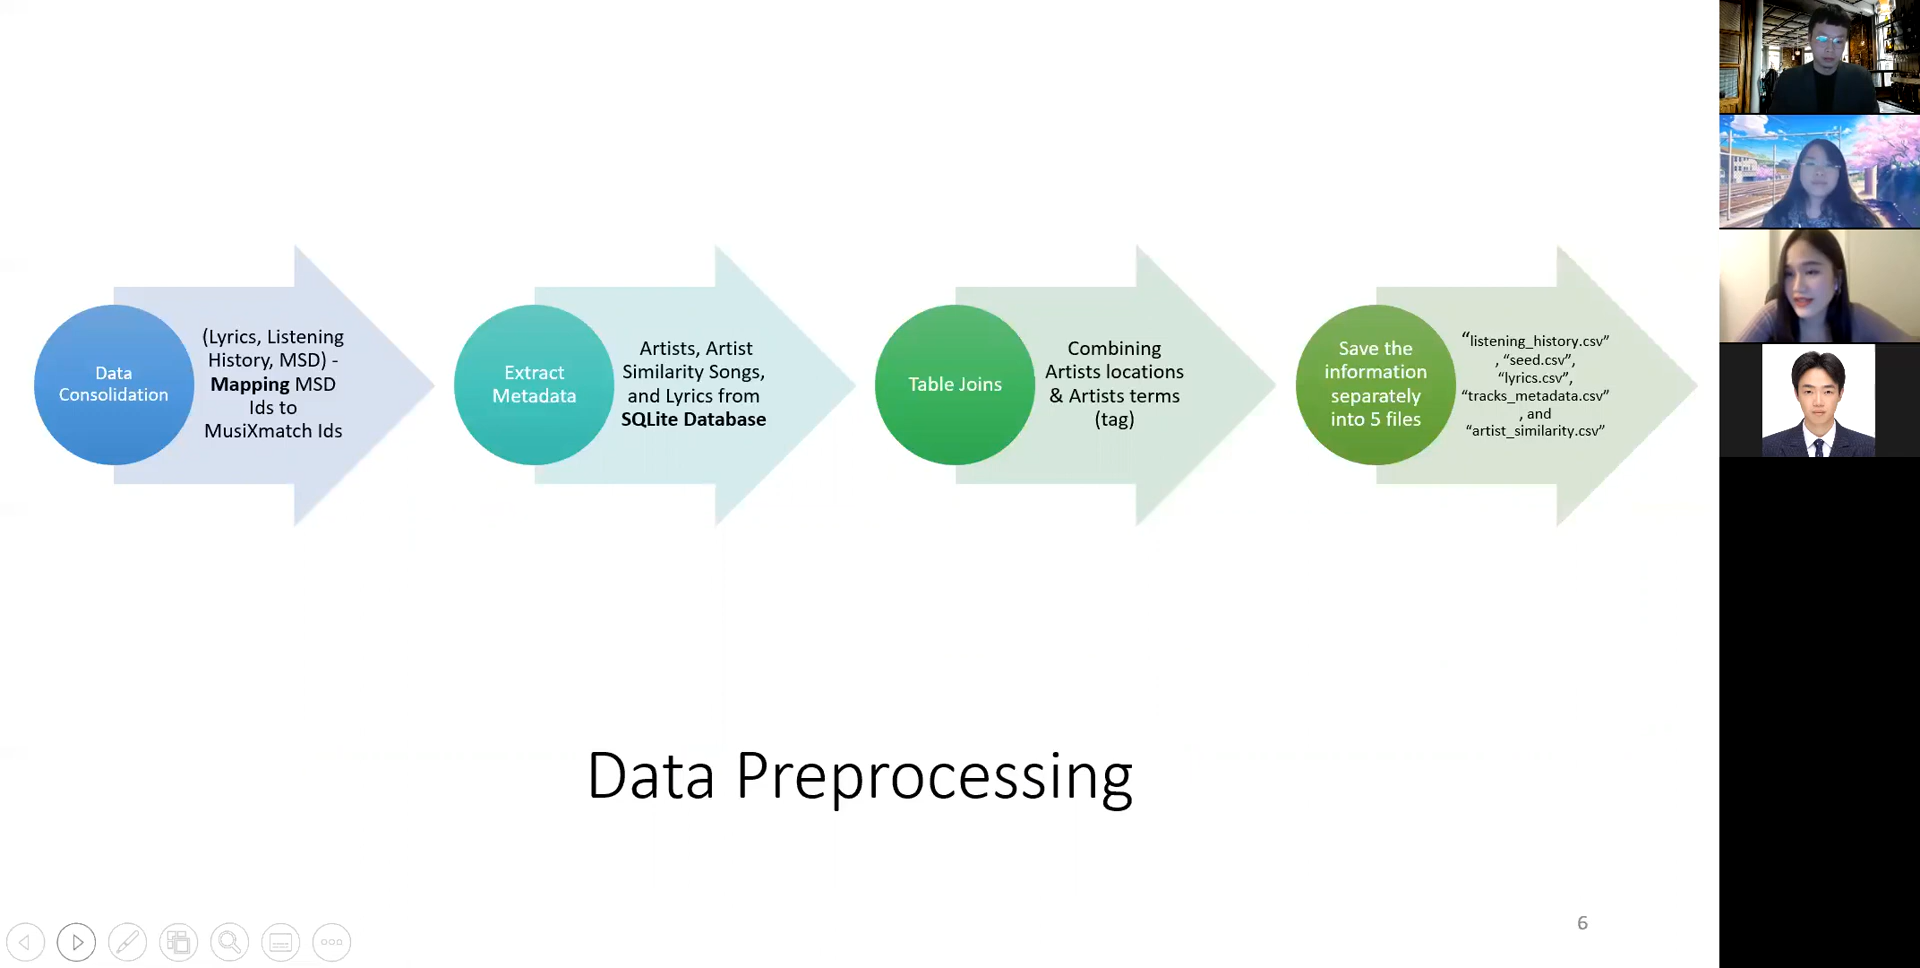 Data
Consolidation
(Lyrics, Listening
History, MSD) -
Mapping MSD
Ids to
MusiXmatch Ids
Extract
Metadata
Artists, Artist
Similarity Songs,
and Lyrics from
SQLite Database
Table Joins
Combining
Artists locations
& Artists terms
(tag)
Save the
information
separately
into 5 files
“listening_history.csv”
, “seed.csv”,
“lyrics.csv”,
“tracks_metadata.csv”
, and
“artist_similarity.csv”
Data Preprocessing
6